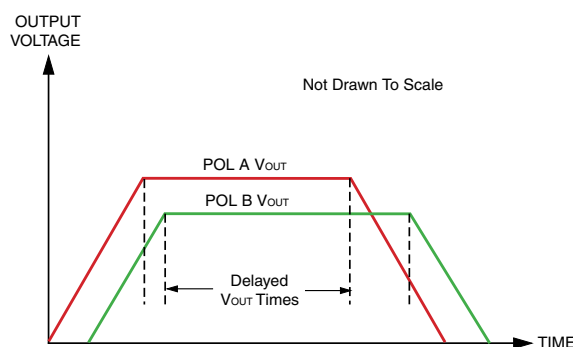 OUTPUT
VOLTAGE
Not Drawn To Scale
POL A VOUT
POL B VOUT
Delayed
VOUT Times
TIME